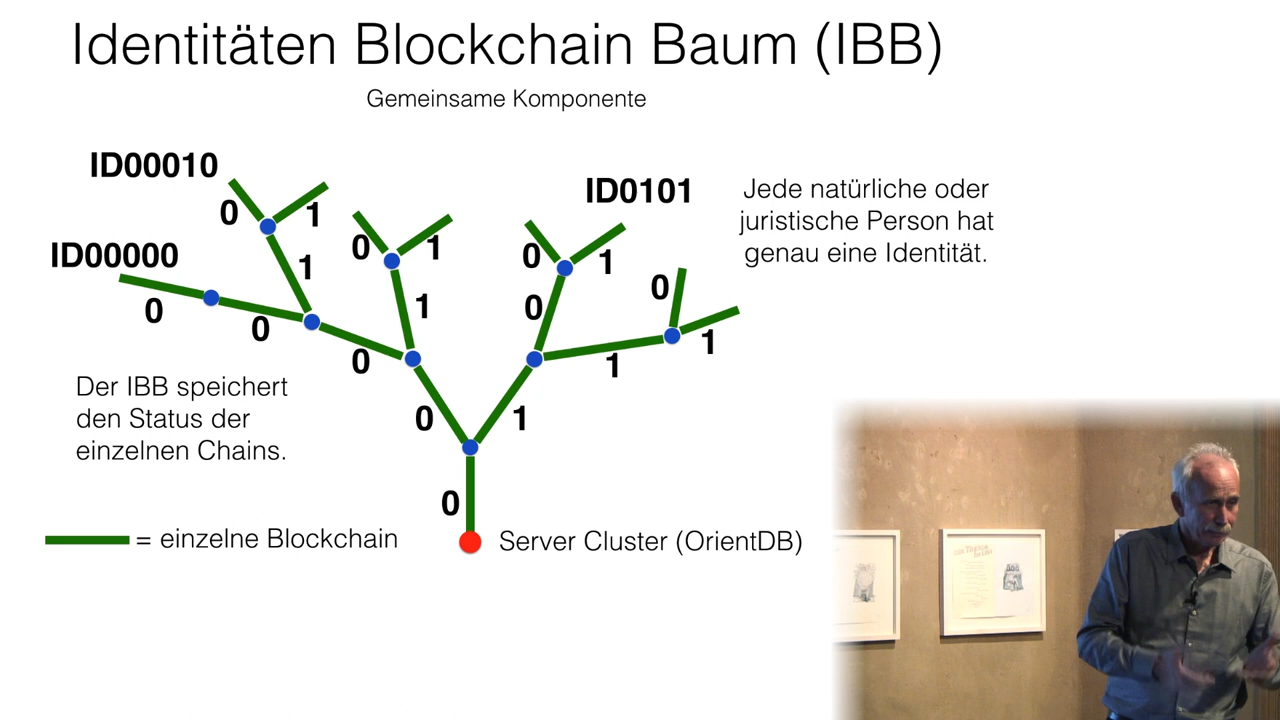 Identitäten Blockchain Baum (IBB)
Gemeinsame Komponente
ID00010
ID0101
Jede natürliche oder
juristische Person hat
genau eine Identität.
0
1
0
1
0
1
ID00000
0
1
0
1
0
1
0
0
1
0
1
Der IBB speichert
den Status der
einzelnen Chains.
0
1
0
= einzelne Blockchain
Server Cluster (OrientDB)